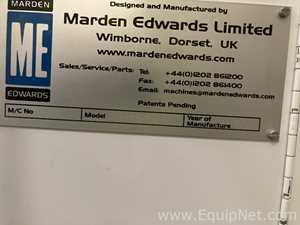 MARDEN
ME
EDWARDS
Designed and Manufactured by
Marden Edwards Limited
Wimborne, Dorset, UK
www.mardenedwards.com
Sales/Service/Parts: Tel: +44(0)1202 861200
Fax: +44(0)1202 861400
Email: machines@mardenedwards.com
Patents Pending
M/C No
Model
Year of
Manufacture
www.EquipNet.com